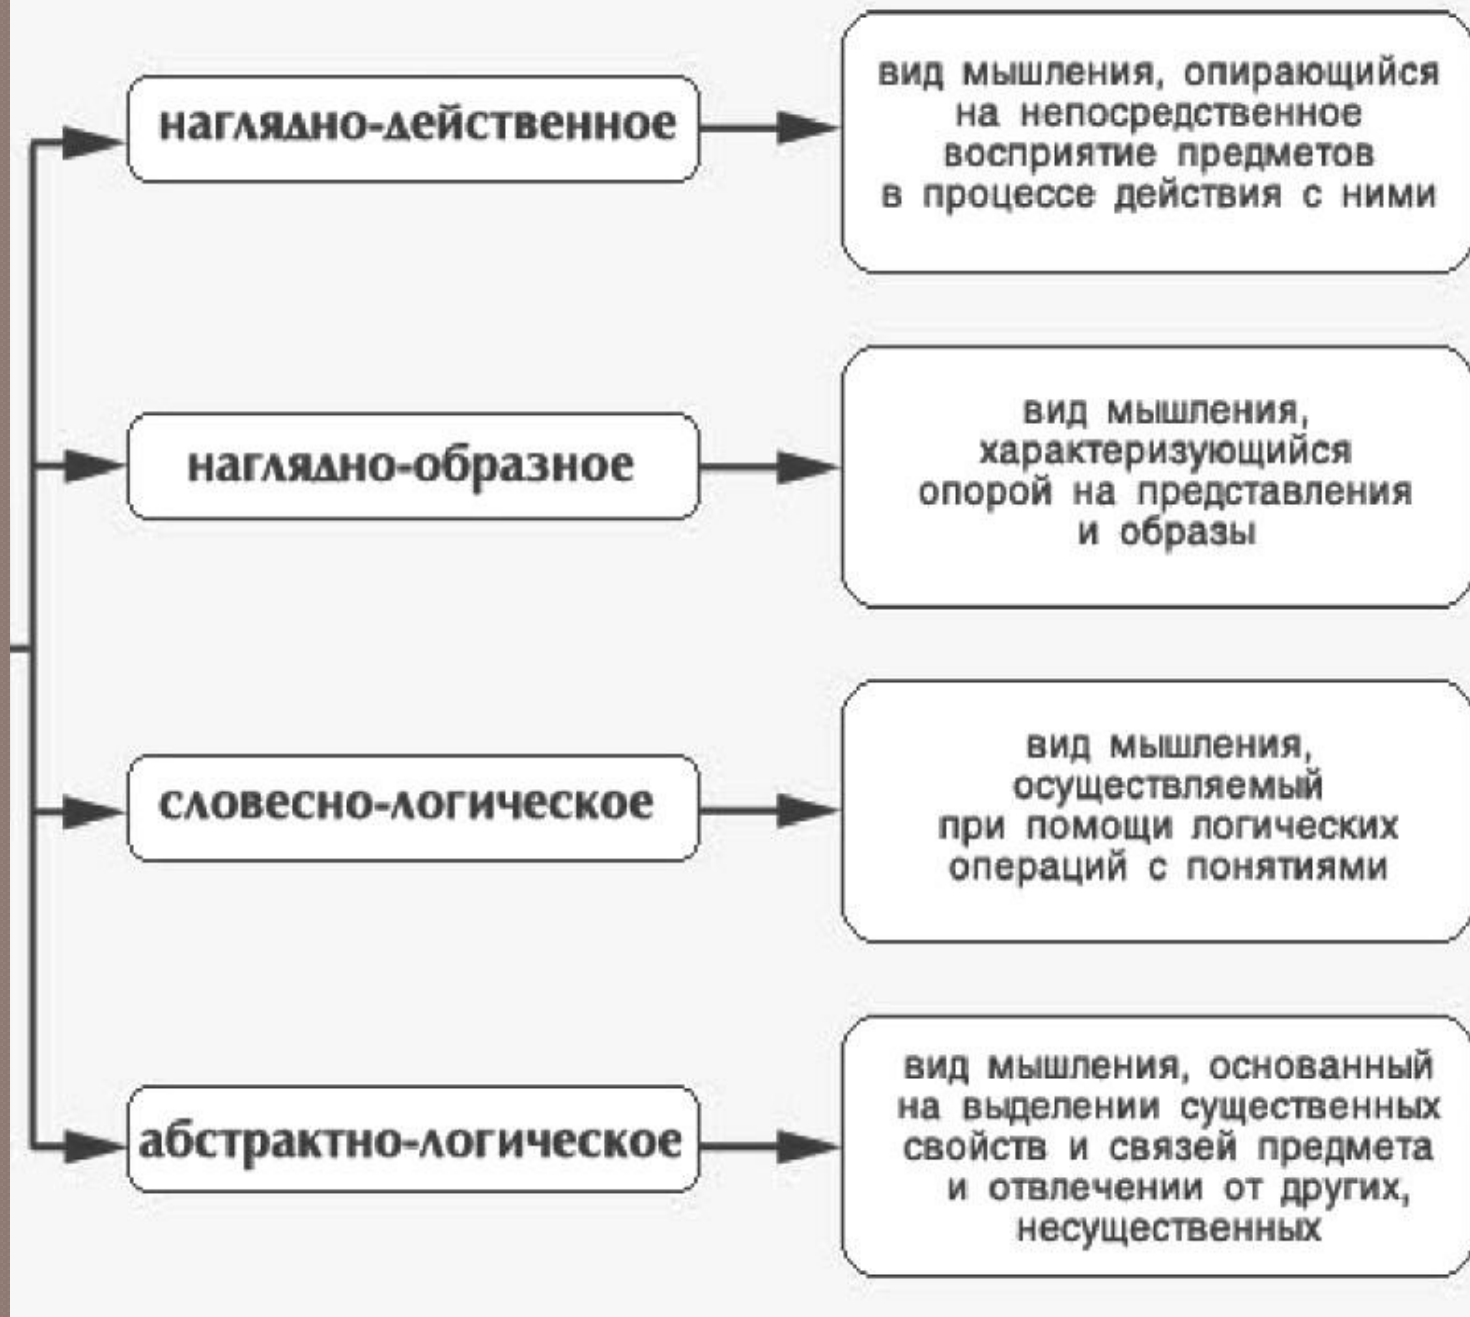 наглядно-действенное
вид мышления, опирающийся
на непосредственное
восприятие предметов
в процессе действия с ними
наглядно-образное
вид мышления,
характеризующийся
опорой на представления
и образы
словесно-логическое
вид мышления,
осуществляемый
при помощи логических
операций с понятиями
абстрактно-логическое
вид мышления, основанный
на выделении существенных
свойств и связей предмета
и отвлечении от других,
несущественных